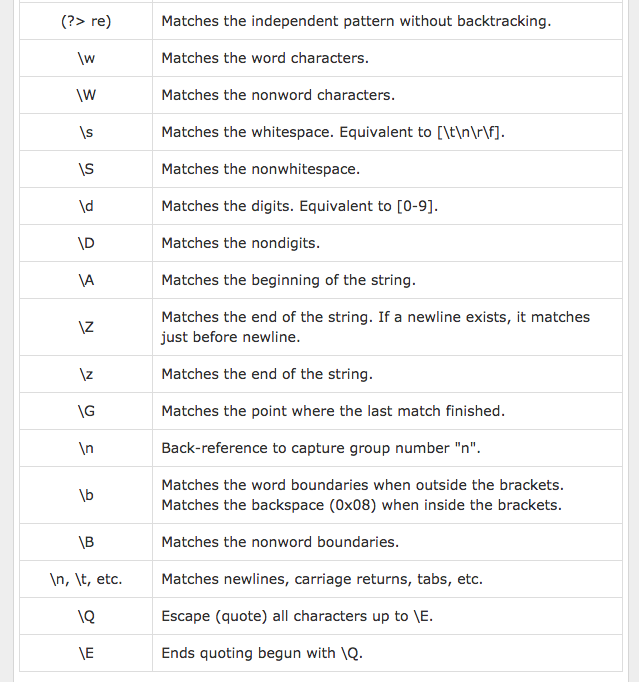 (?> re) Matches the independent pattern without backtracking.
\w Matches the word characters.
\W Matches the nonword characters.
\s Matches the whitespace. Equivalent to [\t\n\r\f].
\S Matches the nonwhitespace.
\d Matches the digits. Equivalent to [0-9].
\D Matches the nondigits.
\A Matches the beginning of the string.
\Z Matches the end of the string. If a newline exists, it matches
just before newline.
\z Matches the end of the string.
\G Matches the point where the last match finished.
\n Back-reference to capture group number "n".
\b Matches the word boundaries when outside the brackets.
Matches the backspace (0x08) when inside the brackets.
\B Matches the nonword boundaries.
\n, \t, etc. Matches newlines, carriage returns, tabs, etc.
\Q Escape (quote) all characters up to \E.
\E Ends quoting begun with \Q.